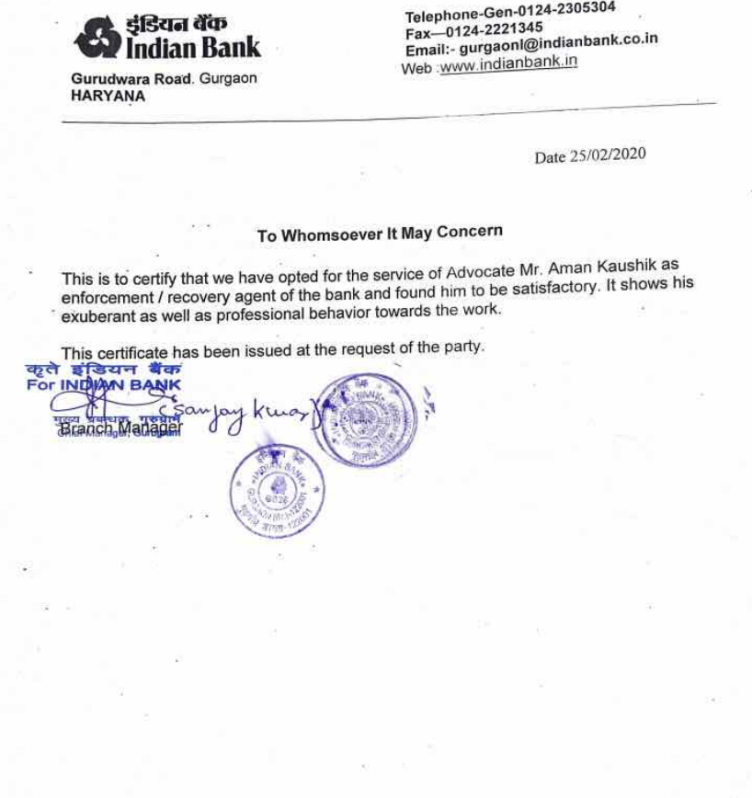 इंडियन बैंक
Indian Bank
Gurudwara Road. Gurgaon
HARYANA
Telephone-Gen-0124-2305304
Fax—0124-2221345
Email:- gurgaonl@indianbank.co.in
Web :www.indianbank.in
Date 25/02/2020
To Whomsoever It May Concern
This is to certify that we have opted for the service of Advocate Mr. Aman Kaushik as
enforcement / recovery agent of the bank and found him to be satisfactory. It shows his
exuberant as well as professional behavior towards the work.
This certificate has been issued at the request of the party.
कृते इंडियन बैंक
For INDIAN BANK
(Sanjay Kumar)
मुख्य प्रबन्धक, गुरुग्राम
Branch Manager
INDIAN BANK
इंडियन बैंक
INDIAN BANK